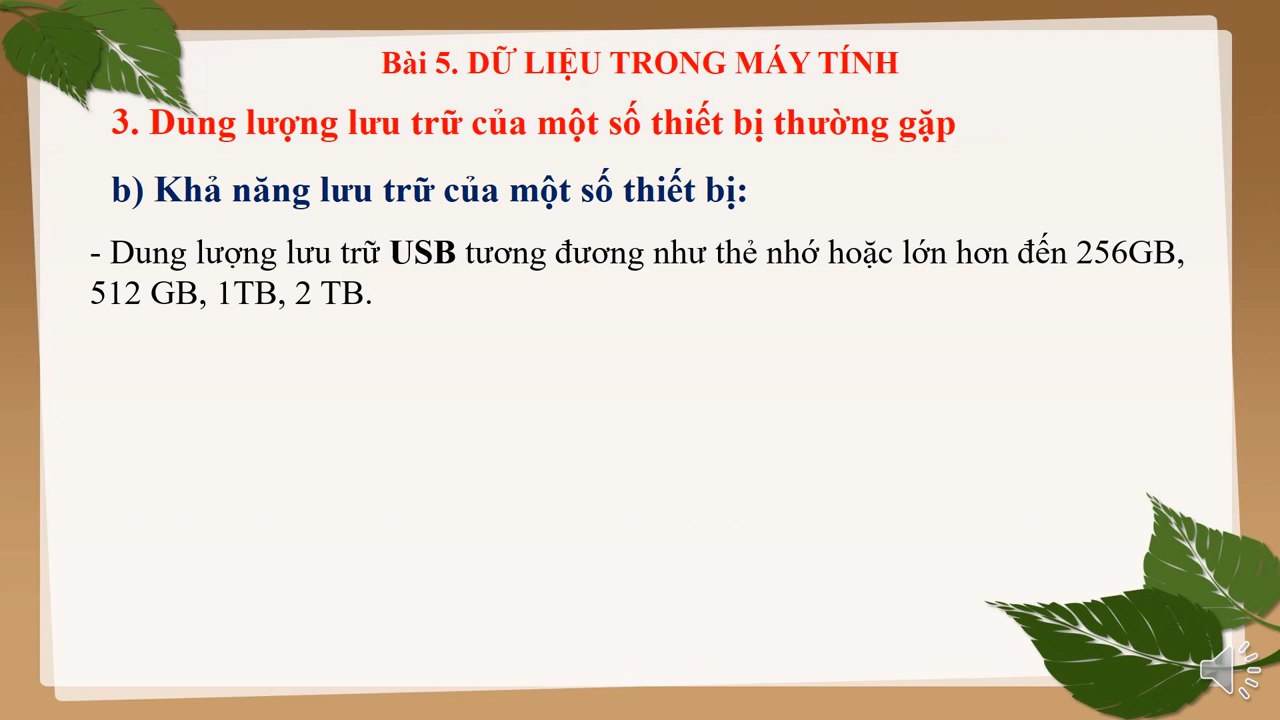 Bài 5. DỮ LIỆU TRONG MÁY TÍNH
3. Dung lượng lưu trữ của một số thiết bị thường gặp
b) Khả năng lưu trữ của một số thiết bị:
- Dung lượng lưu trữ USB tương đương như thẻ nhớ hoặc lớn hơn đến 256GB,
512 GB, 1TB, 2 TB.